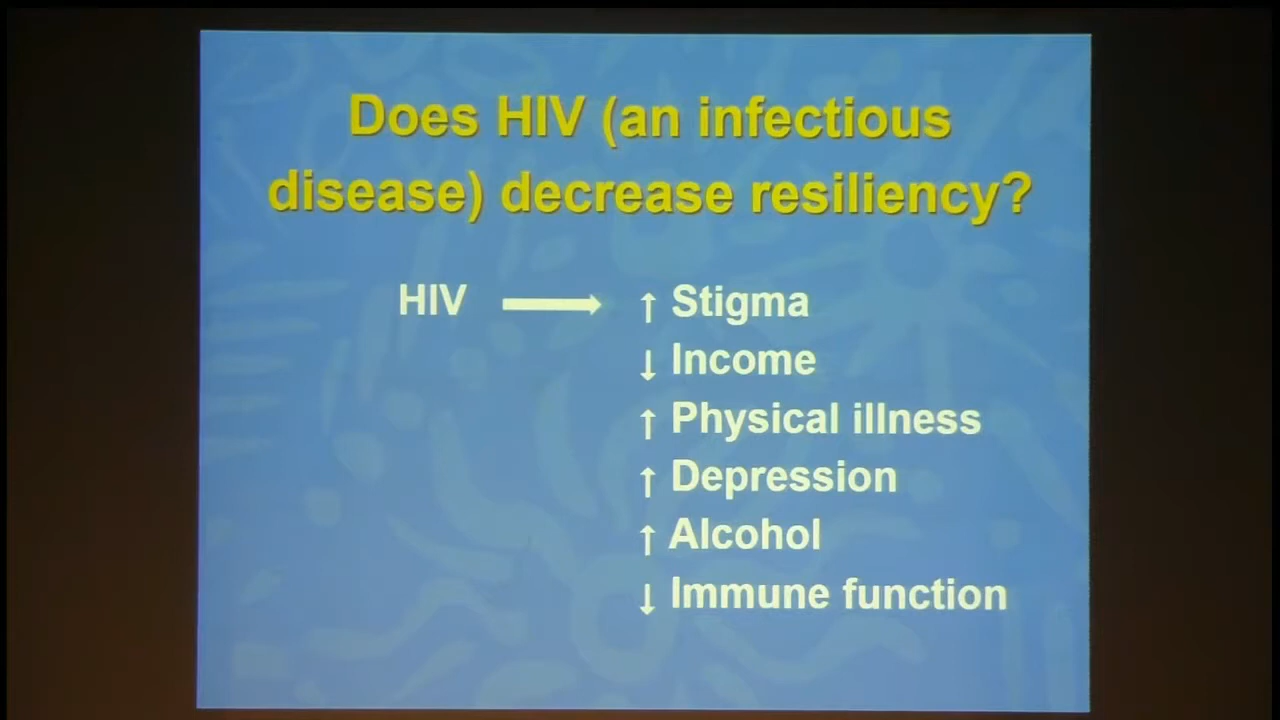 Does HIV (an infectious
disease) decrease resiliency?
HIV → ↑ Stigma
↓ Income
↑ Physical illness
↑ Depression
↑ Alcohol
↓ Immune function